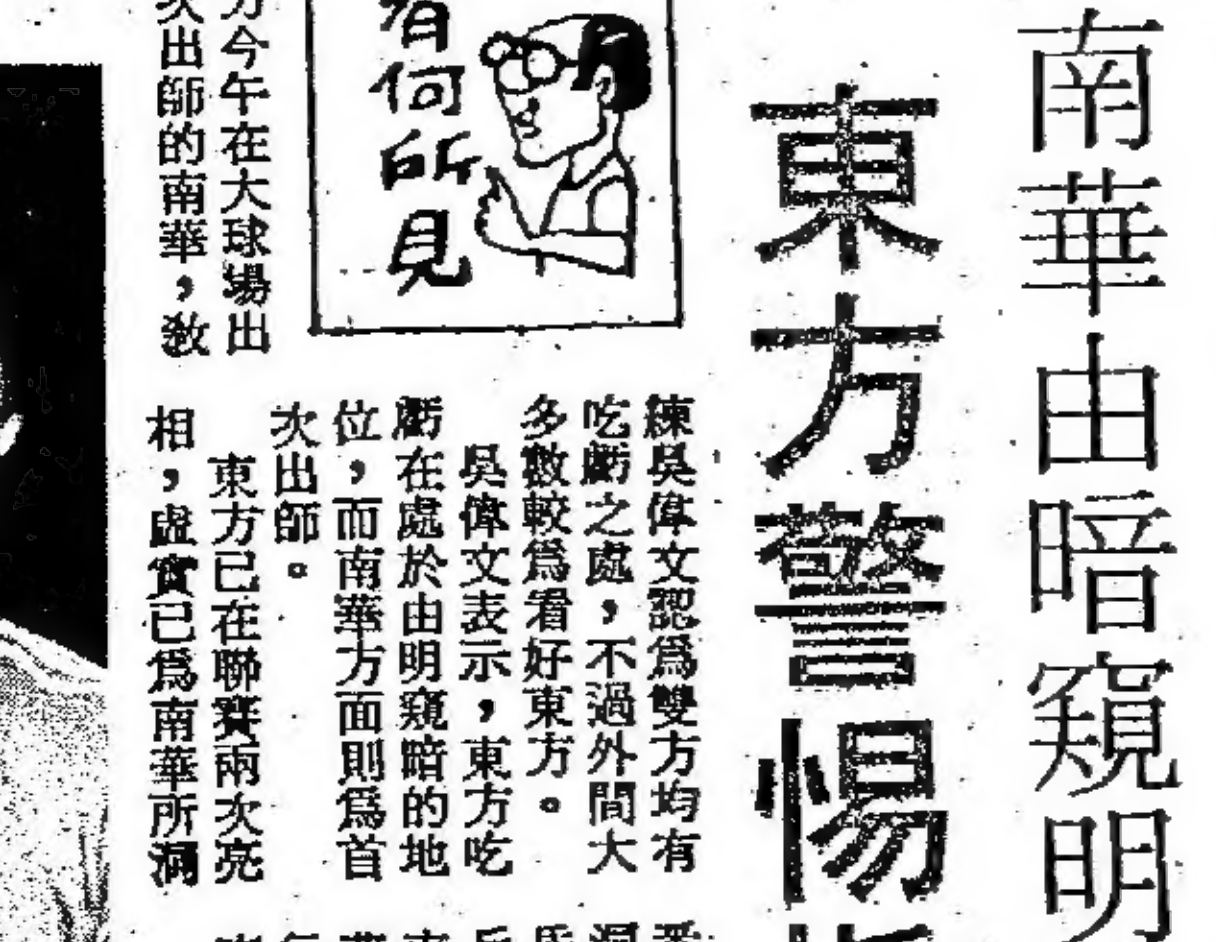 南華由暗窺明
東方警惕
有何所見
方今午在大球場出
次出師的南華，教
練吳偉文認爲雙方均有
吃虧之處，不過外間大
多數較爲看好東方。
吳偉文表示，東方吃
虧在處於由明窺暗的地
位，而南華方面則爲首
次出師。
東方已在聯賽兩次亮
相，虛實已爲南華所洞